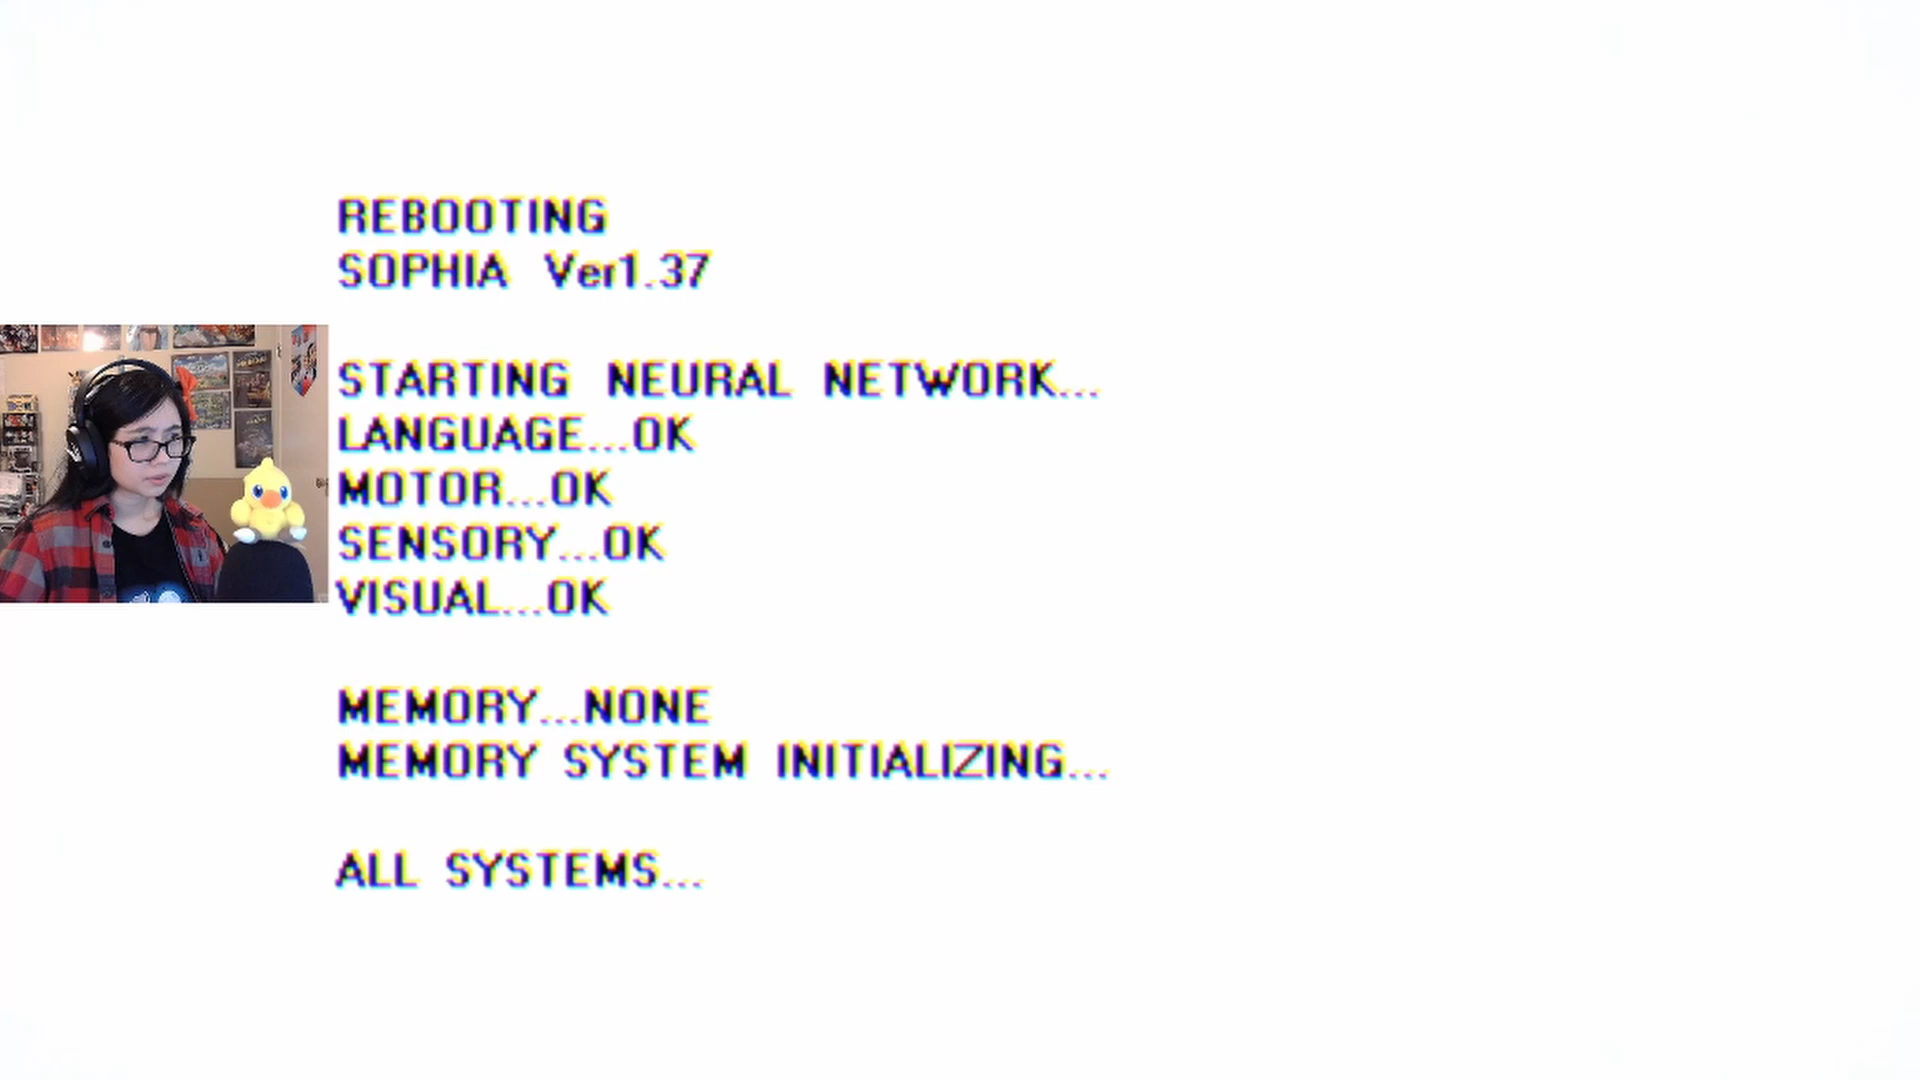 REBOOTING
SOPHIA Ver1.37
STARTING NEURAL NETWORK...
LANGUAGE...OK
MOTOR...OK
SENSORY...OK
VISUAL...OK
MEMORY...NONE
MEMORY SYSTEM INITIALIZING...
ALL SYSTEMS...